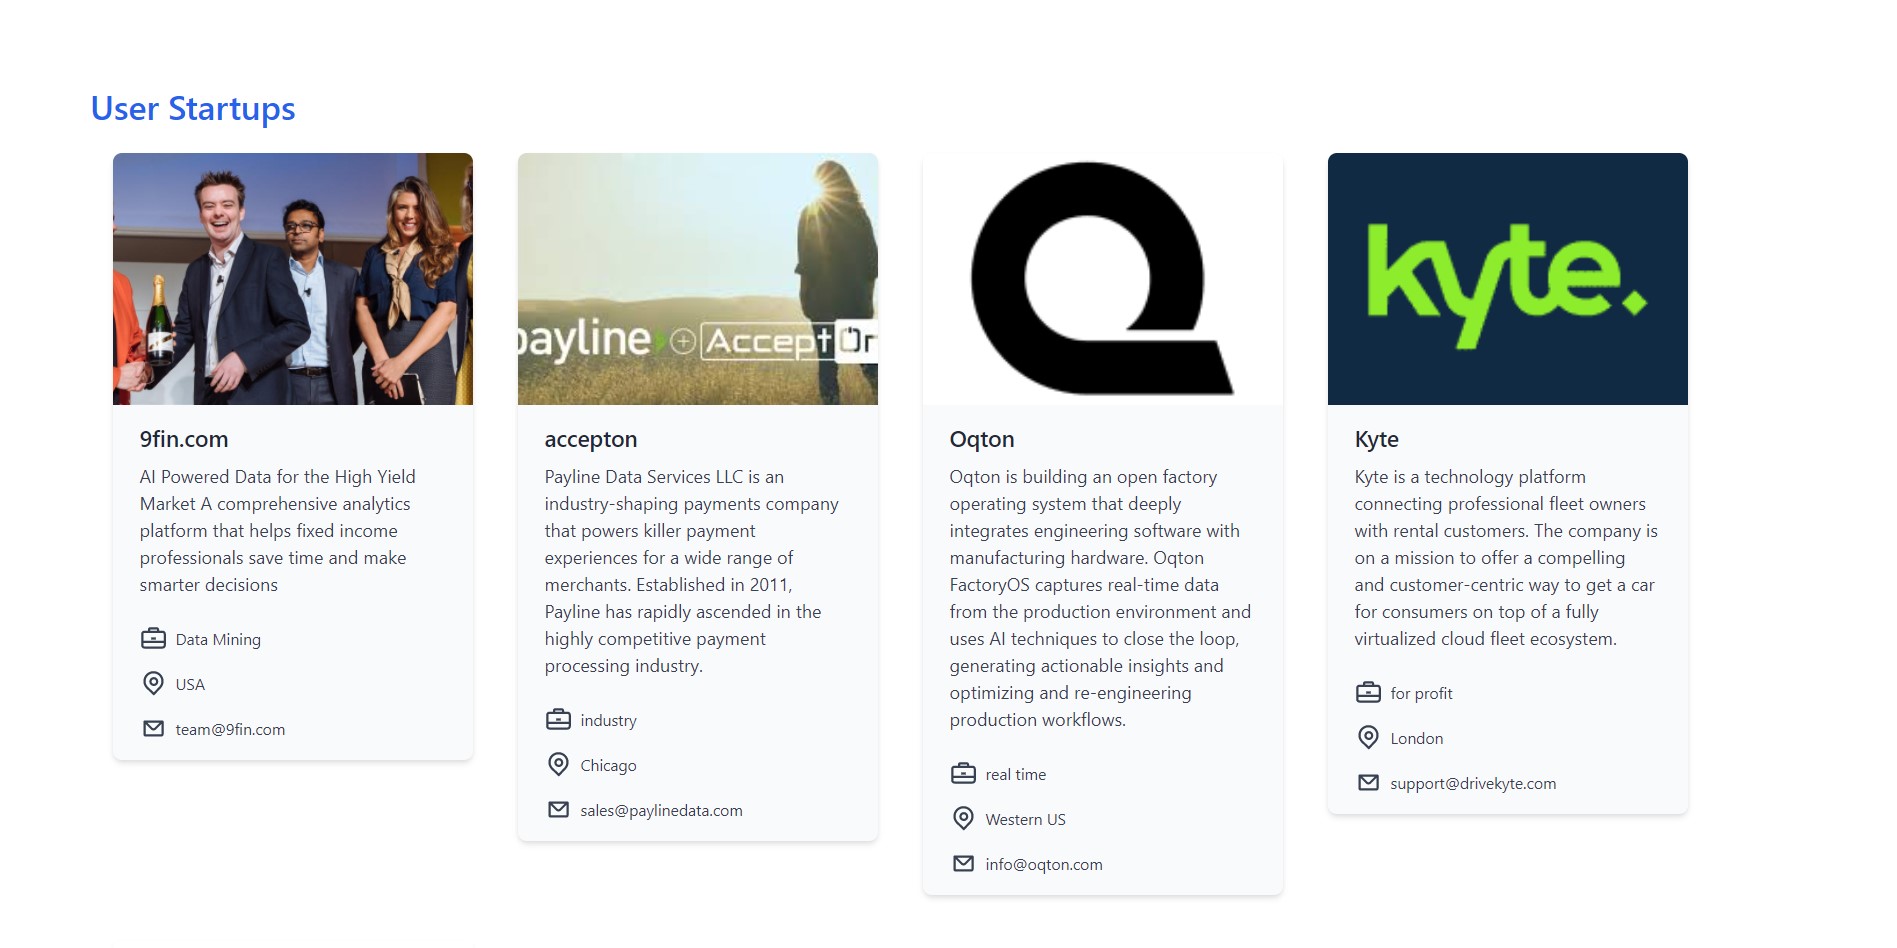 User Startups
payline + AcceptOn
kyte.
9fin.com
AI Powered Data for the High Yield
Market A comprehensive analytics
platform that helps fixed income
professionals save time and make
smarter decisions
Data Mining
USA
team@9fin.com
accepton
Payline Data Services LLC is an
industry-shaping payments company
that powers killer payment
experiences for a wide range of
merchants. Established in 2011,
Payline has rapidly ascended in the
highly competitive payment
processing industry.
industry
Chicago
sales@paylinedata.com
Oqton
Oqton is building an open factory
operating system that deeply
integrates engineering software with
manufacturing hardware. Oqton
FactoryOS captures real-time data
from the production environment and
uses AI techniques to close the loop,
generating actionable insights and
optimizing and re-engineering
production workflows.
real time
Western US
info@oqton.com
Kyte
Kyte is a technology platform
connecting professional fleet owners
with rental customers. The company is
on a mission to offer a compelling
and customer-centric way to get a car
for consumers on top of a fully
virtualized cloud fleet ecosystem.
for profit
London
support@drivekyte.com